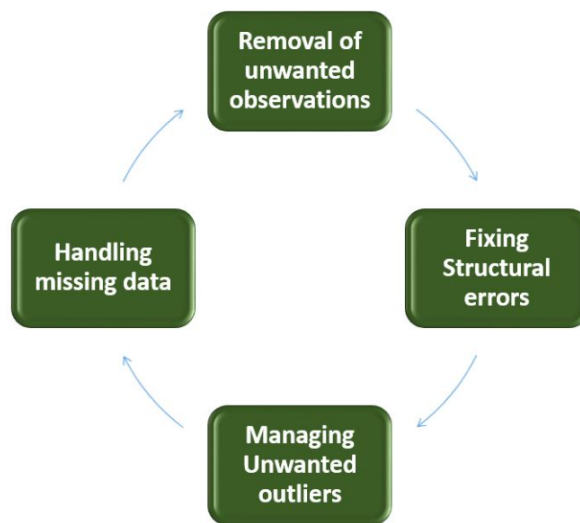 Removal of
unwanted
observations
Fixing
Structural
errors
Managing
Unwanted
outliers
Handling
missing data